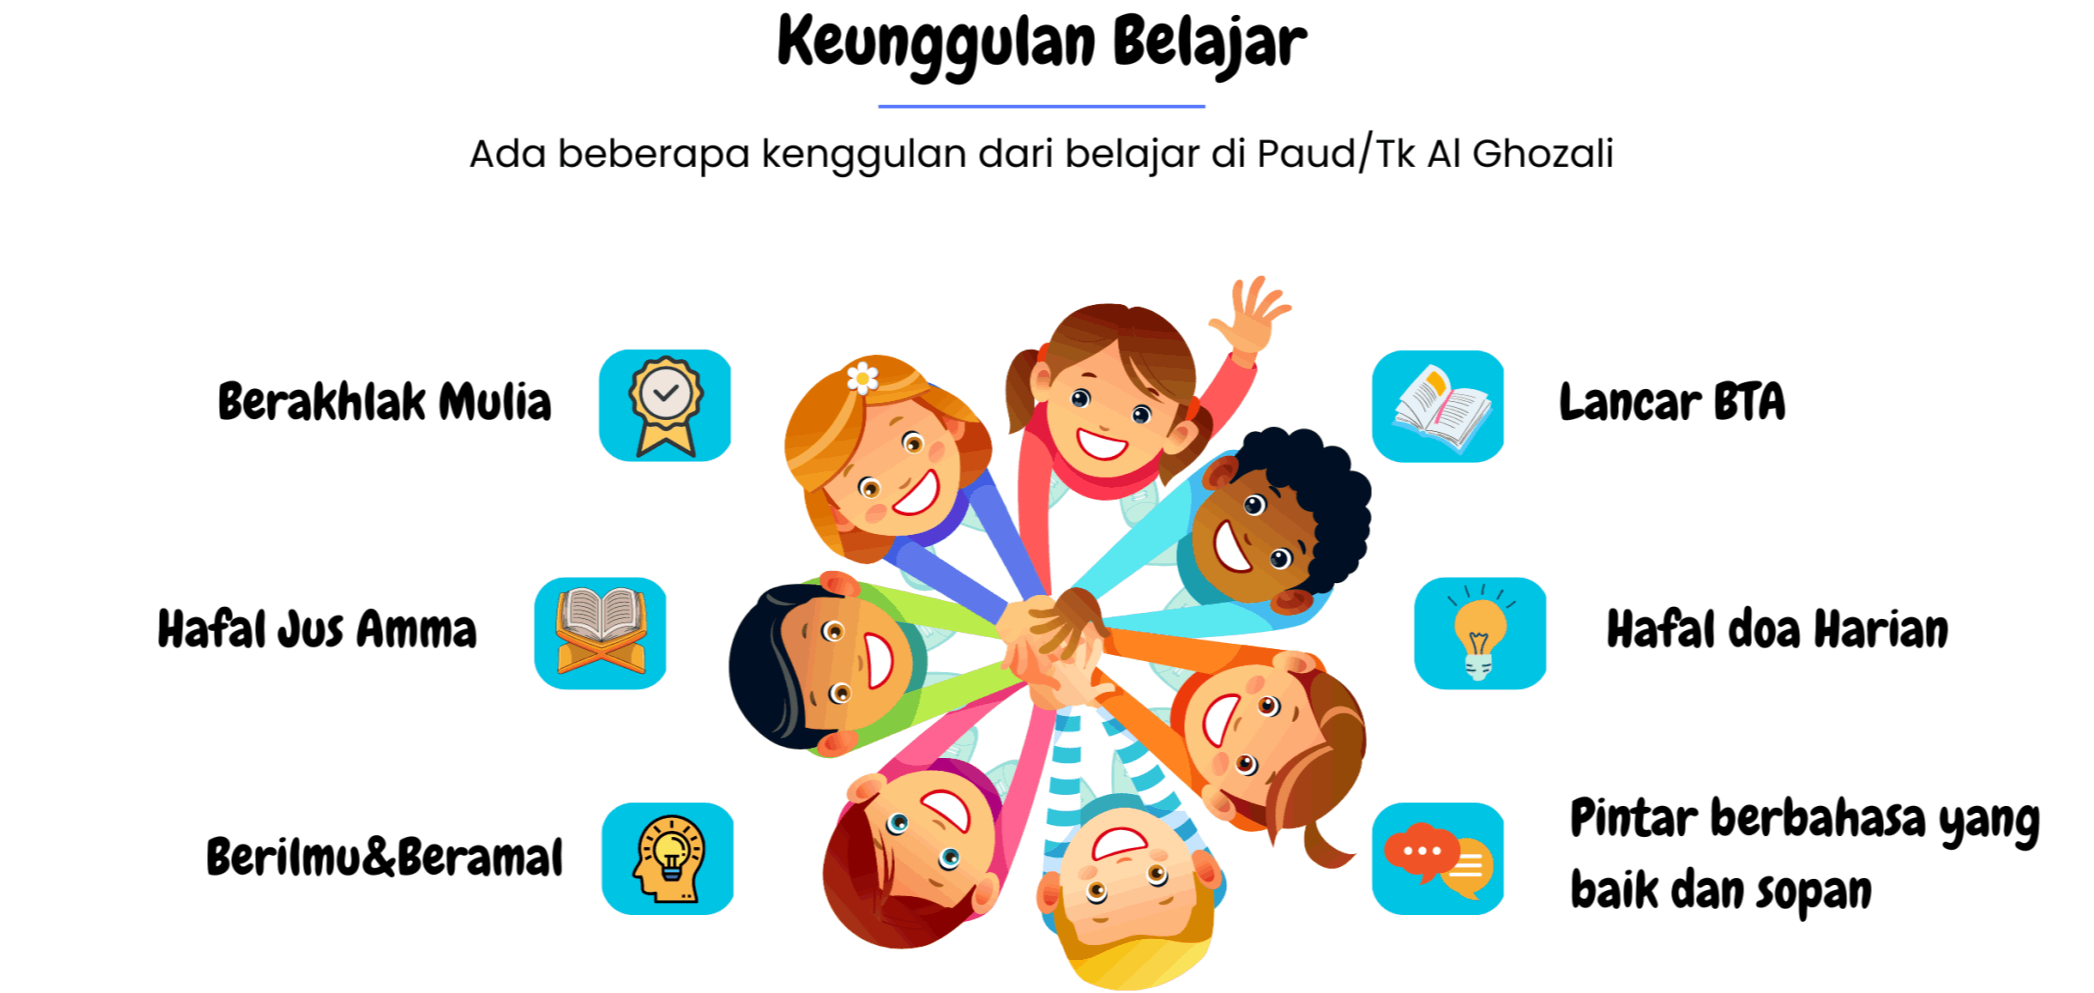 Keunggulan Belajar
Ada beberapa kenggulan dari belajar di Paud/Tk Al Ghozali
Berakhlak Mulia
Lancar BTA
Hafal Jus Amma
Hafal doa Harian
Berilmu&Beramal
Pintar berbahasa yang
baik dan sopan